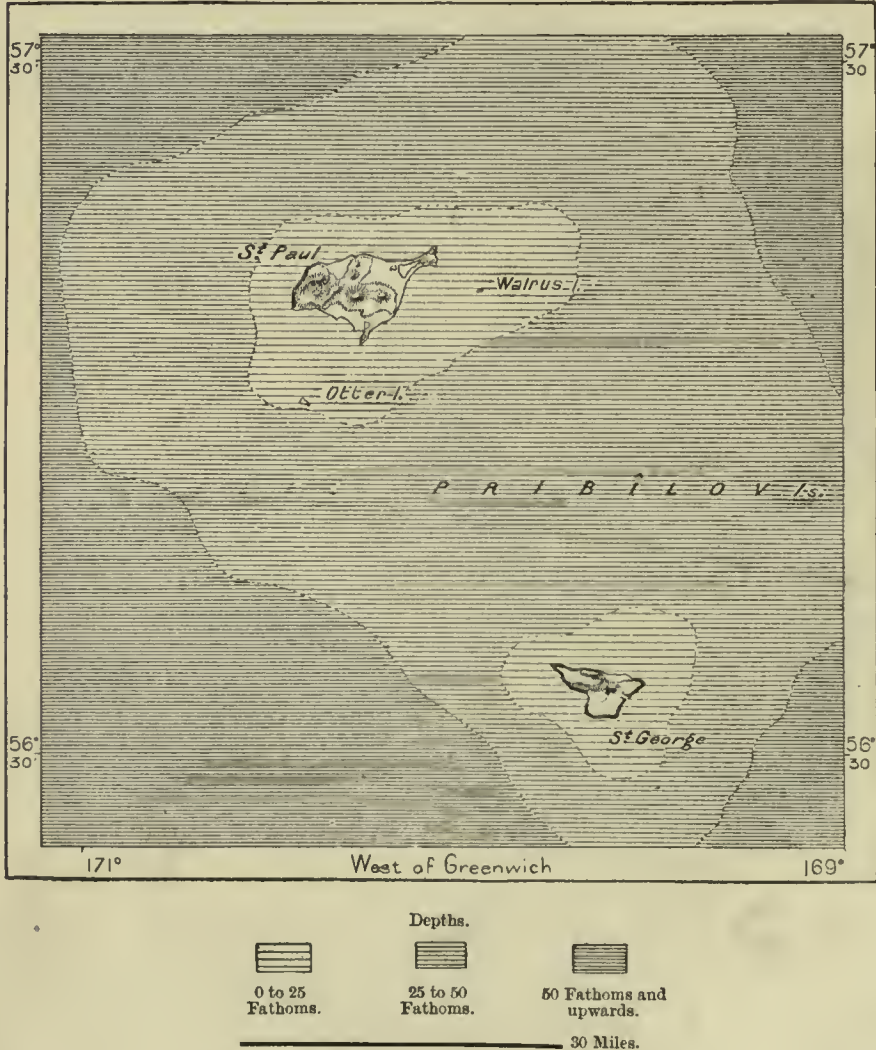 57° 57°
30' 30
St. Paul
Walrus I.
Otter I.
PRIBÎLOV Is.
St. George
56° 56°
30' 30
171° West of Greenwich 169°
Depths.
0 to 25 25 to 50 50 Fathoms and
Fathoms. Fathoms. upwards.
30 Miles.